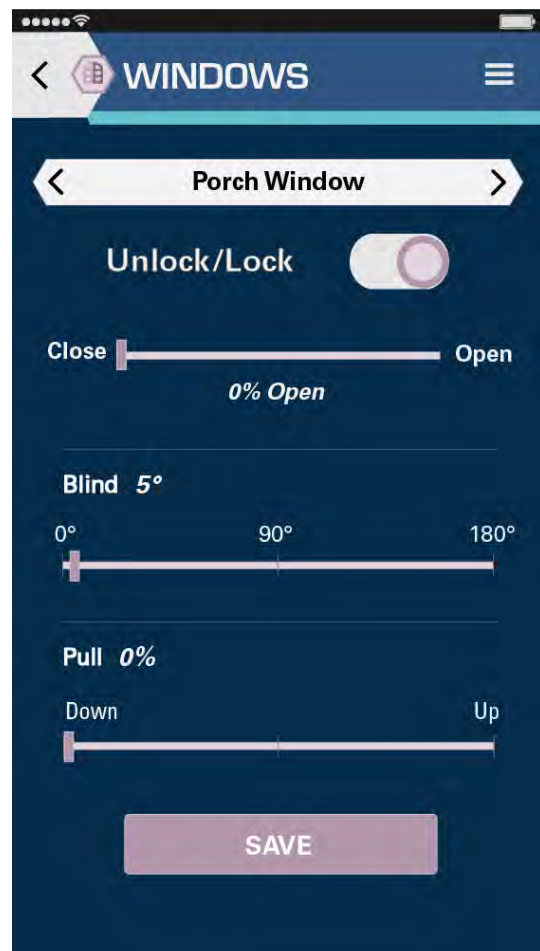 WINDOWS
Porch Window
Unlock/Lock
Close Open
0% Open
Blind 5°
0° 90° 180°
Pull 0%
Down Up
SAVE